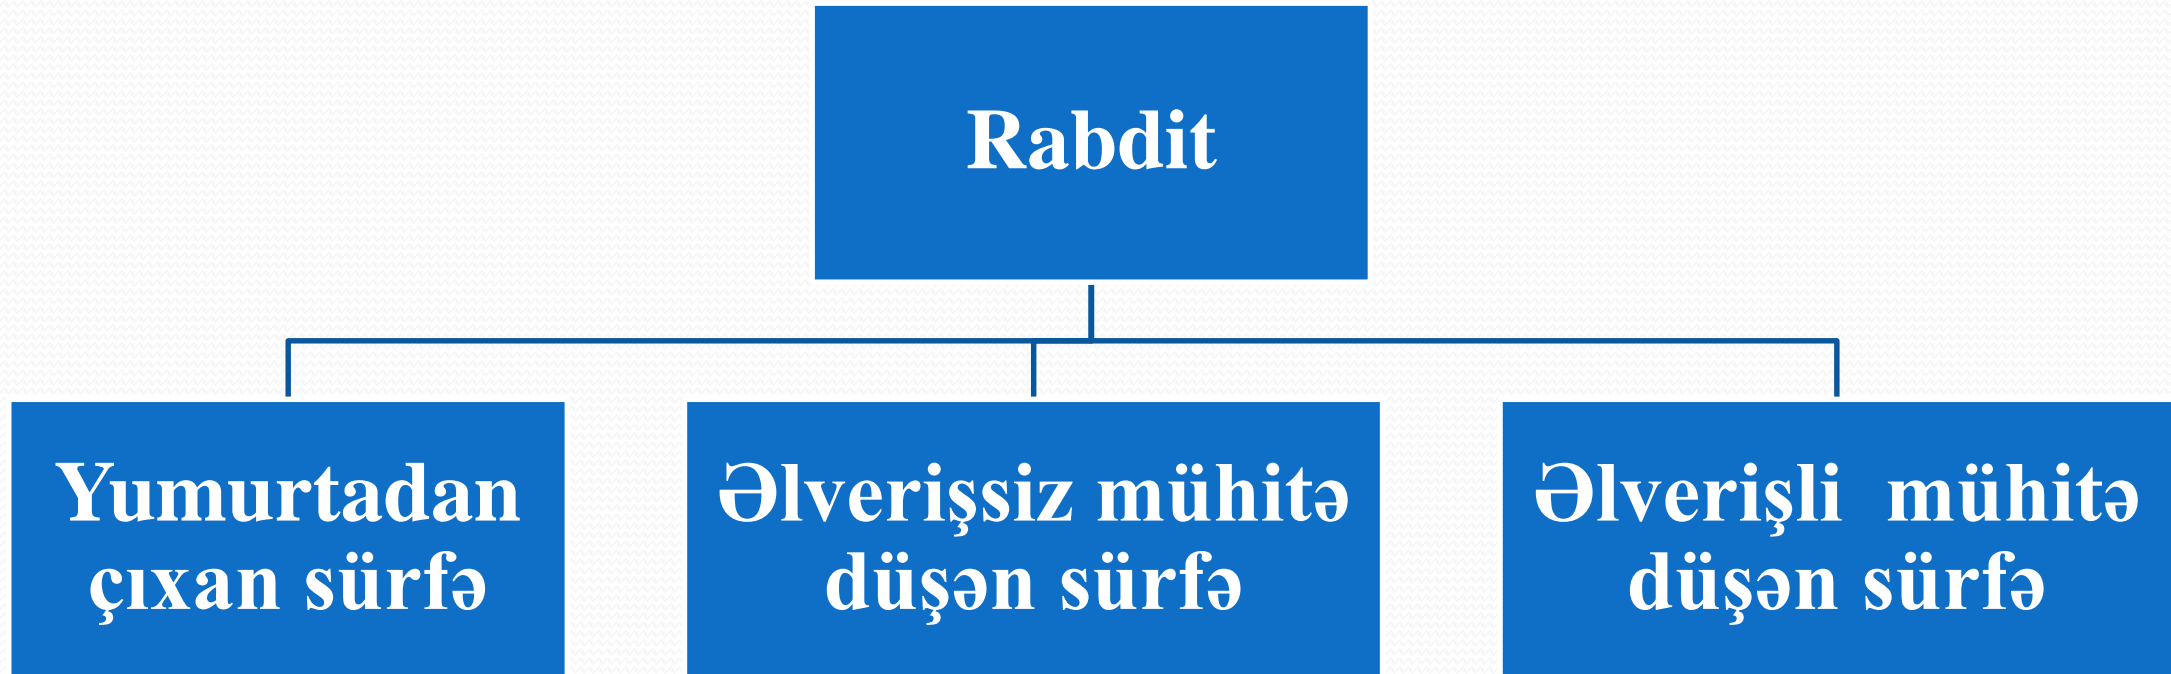 Rabdit
Yumurtadan
çıxan sürfə
Əlverişsiz mühitə
düşən sürfə
Əlverişli mühitə
düşən sürfə